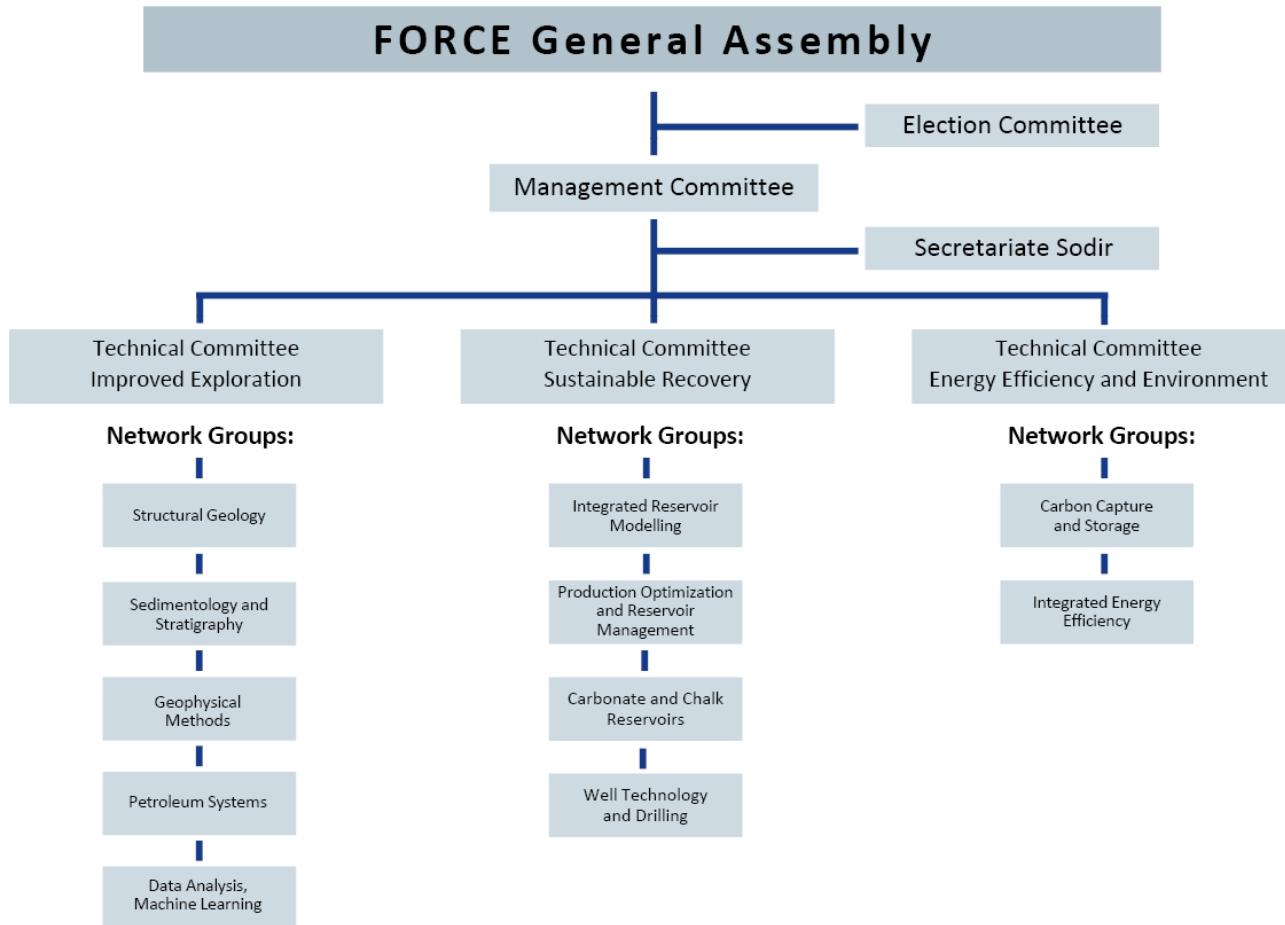 FORCE General Assembly
Election Committee
Management Committee
Secretariate Sodir
Technical Committee
Improved Exploration
Technical Committee
Sustainable Recovery
Technical Committee
Energy Efficiency and Environment
Network Groups:
Structural Geology
Sedimentology and
Stratigraphy
Geophysical
Methods
Petroleum Systems
Data Analysis,
Machine Learning
Network Groups:
Integrated Reservoir
Modelling
Production Optimization
and Reservoir
Management
Carbonate and Chalk
Reservoirs
Well Technology
and Drilling
Network Groups:
Carbon Capture
and Storage
Integrated Energy
Efficiency